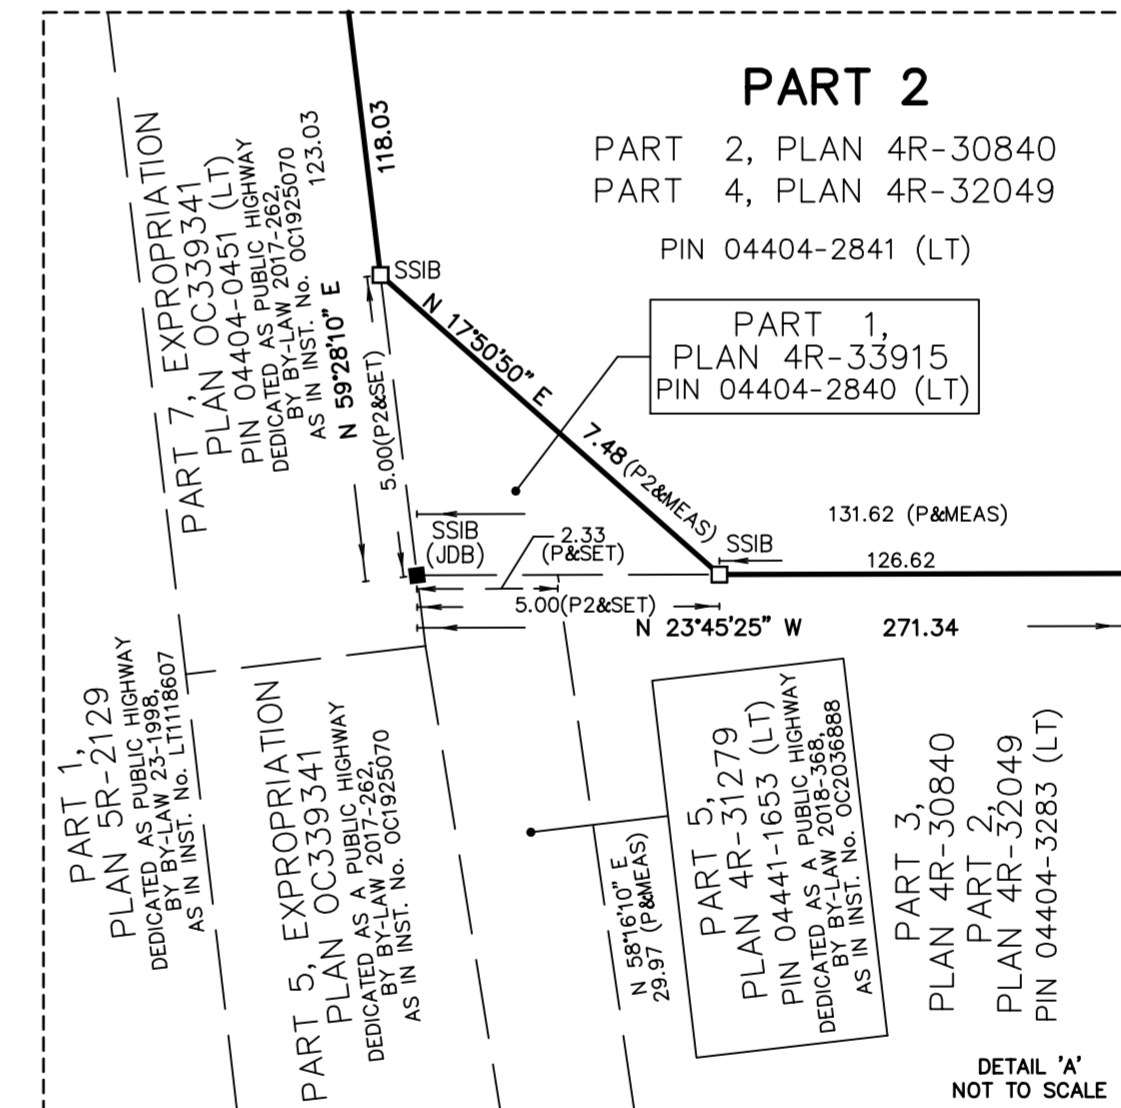 PART 2
PART 2, PLAN 4R-30840
PART 4, PLAN 4R-32049
PIN 04404-2841 (LT)
PART 1,
PLAN 4R-33915
PIN 04404-2840 (LT)
118.03
123.03
N 59°28'10" E
PART 7, EXPROPRIATION
PLAN OC339341
PIN 04404-0451 (LT)
DEDICATED AS PUBLIC HIGHWAY
BY BY-LAW 2017-262,
AS IN INST. No. OC1925070
SSIB
N 17°50'50" E
7.48 (P2&MEAS)
5.00(P2&SET)
SSIB
(JDB)
2.33
(P&SET)
SSIB
131.62 (P&MEAS)
126.62
5.00(P2&SET)
N 23°45'25" W 271.34
PART 1,
PLAN 5R-2129
DEDICATED AS PUBLIC HIGHWAY
BY BY-LAW 23-1998,
AS IN INST. No. LT1118607
PART 5, EXPROPRIATION
PLAN OC339341
DEDICATED AS A PUBLIC HIGHWAY
BY BY-LAW 2017-262,
AS IN INST. No. OC1925070
N 58°16'10" E
29.97 (P&MEAS)
PART 5,
PLAN 4R-31279
PIN 04441-1653 (LT)
DEDICATED AS A PUBLIC HIGHWAY
BY BY-LAW 2018-368,
AS IN INST. No. OC2036888
PART 3,
PLAN 4R-30840
PART 2,
PLAN 4R-32049
PIN 04404-3283 (LT)
DETAIL 'A'
NOT TO SCALE